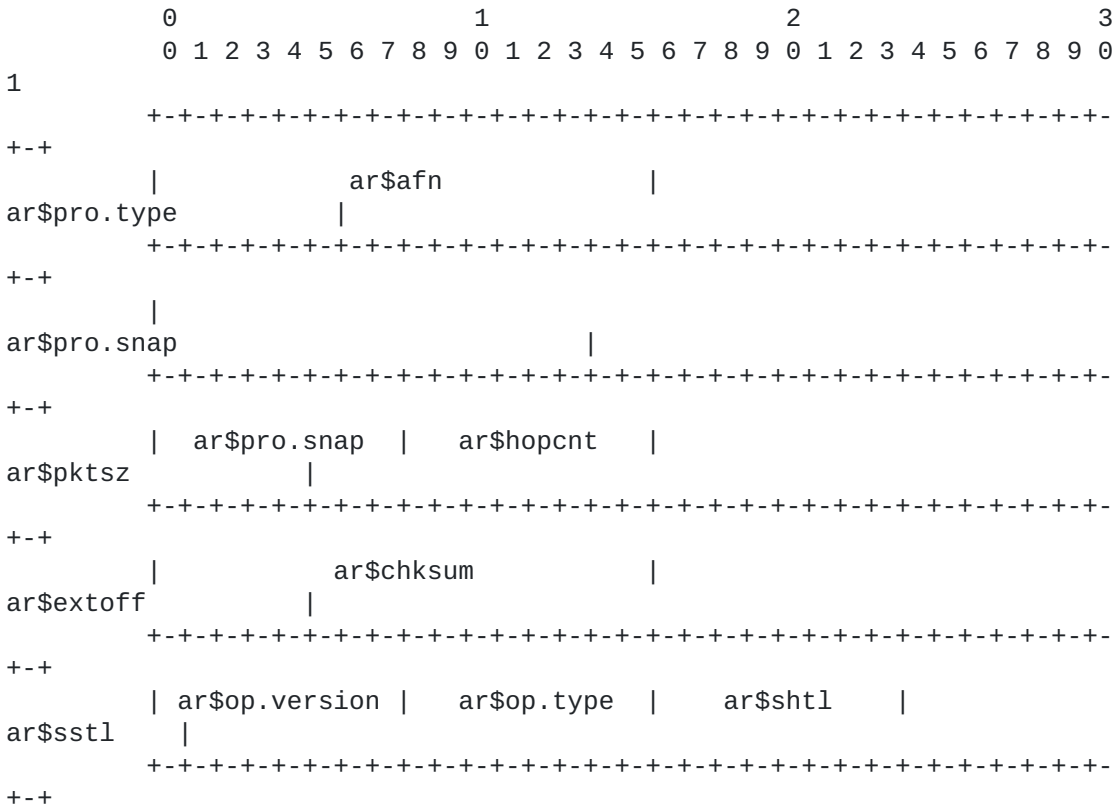 0                   1                   2                   3
          0 1 2 3 4 5 6 7 8 9 0 1 2 3 4 5 6 7 8 9 0 1 2 3 4 5 6 7 8 9 0
1
         +-+-+-+-+-+-+-+-+-+-+-+-+-+-+-+-+-+-+-+-+-+-+-+-+-+-+-+-+-+-+-
+-+
         |            ar$afn             |
ar$pro.type          |
         +-+-+-+-+-+-+-+-+-+-+-+-+-+-+-+-+-+-+-+-+-+-+-+-+-+-+-+-+-+-+-
+-+
         |
ar$pro.snap                          |
         +-+-+-+-+-+-+-+-+-+-+-+-+-+-+-+-+-+-+-+-+-+-+-+-+-+-+-+-+-+-+-
+-+
         |  ar$pro.snap  |   ar$hopcnt   |
ar$pktsz           |
         +-+-+-+-+-+-+-+-+-+-+-+-+-+-+-+-+-+-+-+-+-+-+-+-+-+-+-+-+-+-+-
+-+
         |           ar$chksum           |
ar$extoff          |
         +-+-+-+-+-+-+-+-+-+-+-+-+-+-+-+-+-+-+-+-+-+-+-+-+-+-+-+-+-+-+-
+-+
         | ar$op.version |   ar$op.type  |    ar$shtl    |
ar$sstl    |
         +-+-+-+-+-+-+-+-+-+-+-+-+-+-+-+-+-+-+-+-+-+-+-+-+-+-+-+-+-+-+-
+-+